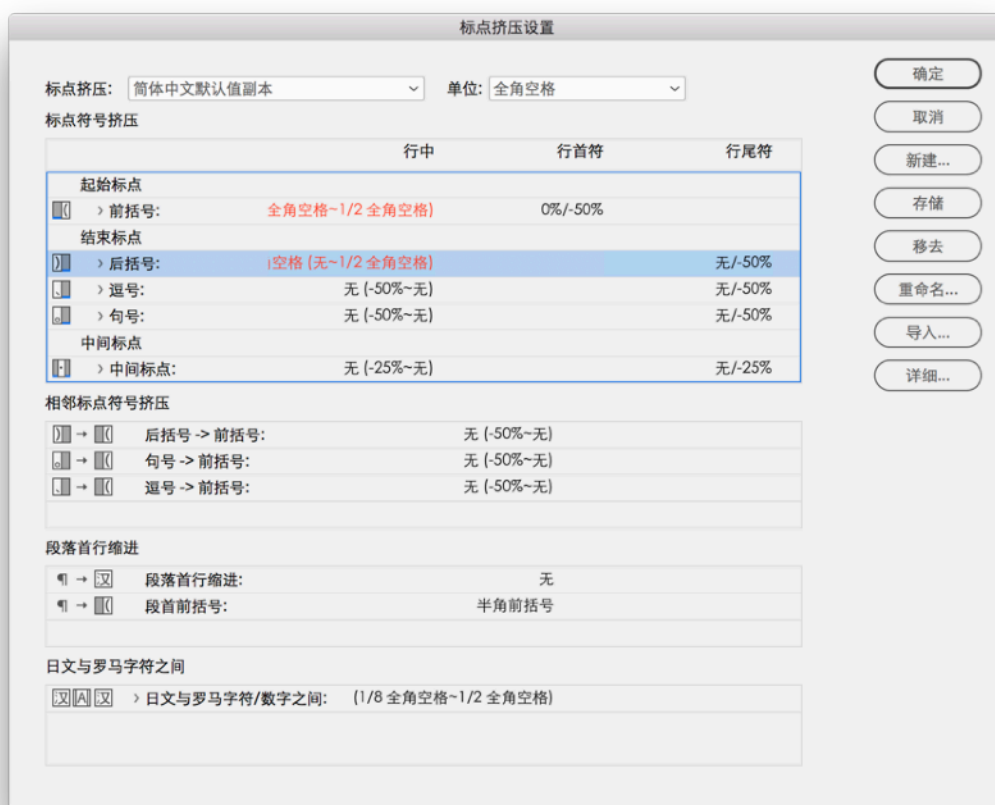 标点挤压设置
标点挤压: 简体中文默认值副本 单位: 全角空格 确定
标点符号挤压 取消
行中 行首符 行尾符 新建...
起始标点
前括号: 全角空格~1/2 全角空格) 0%/-50% 存储
结束标点 移去
后括号: 空格 (无~1/2 全角空格) 无/-50%
逗号: 无 (-50%~无) 无/-50% 重命名...
句号: 无 (-50%~无) 无/-50% 导入...
中间标点
中间标点: 无 (-25%~无) 无/-25% 详细...
相邻标点符号挤压
后括号 -> 前括号: 无 (-50%~无)
句号 -> 前括号: 无 (-50%~无)
逗号 -> 前括号: 无 (-50%~无)
段落首行缩进
¶ → 汉 段落首行缩进: 无
¶ → 段首前括号: 半角前括号
日文与罗马字符之间
汉 A 汉 日文与罗马字符/数字之间: (1/8 全角空格~1/2 全角空格)